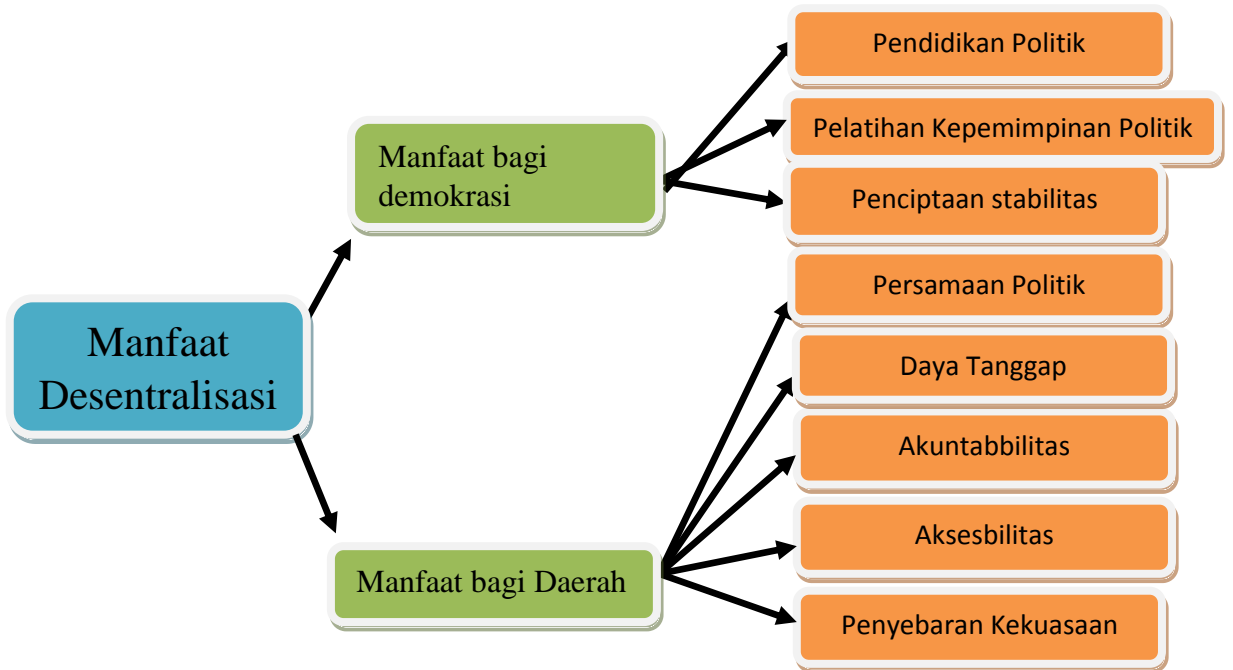 Manfaat
Desentralisasi
Manfaat bagi
demokrasi
Pendidikan Politik
Pelatihan Kepemimpinan Politik
Penciptaan stabilitas
Manfaat bagi Daerah
Persamaan Politik
Daya Tanggap
Akuntabbilitas
Aksesbilitas
Penyebaran Kekuasaan